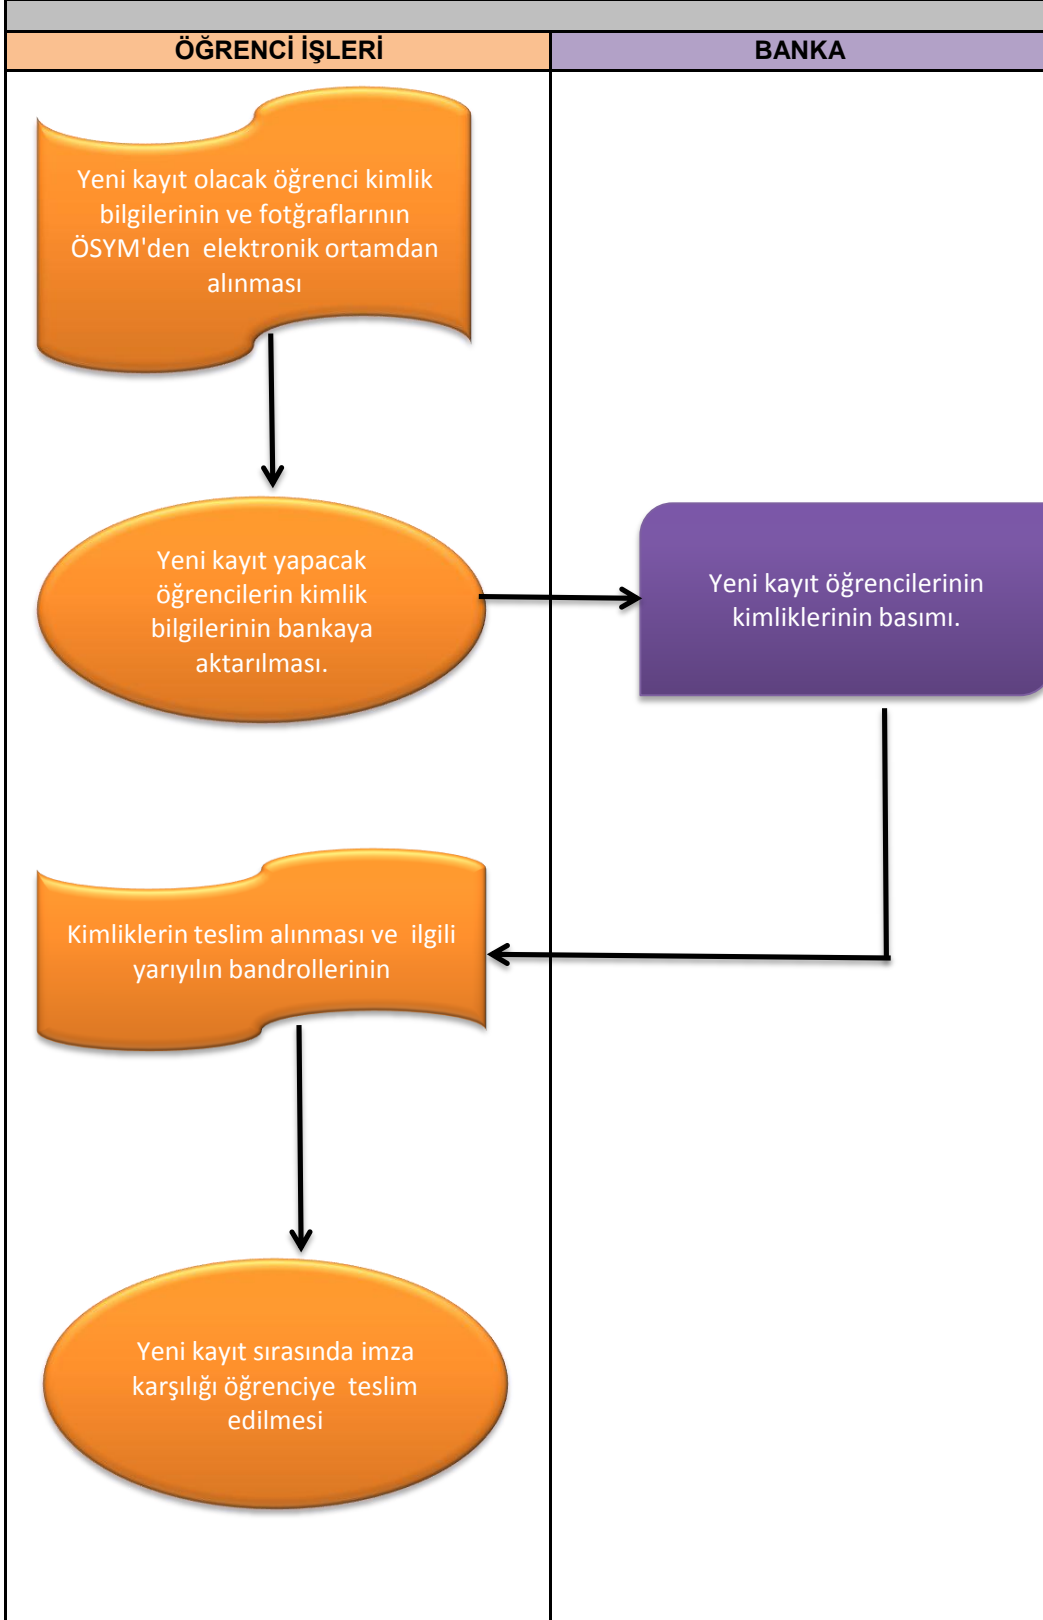 ÖĞRENCİ İŞLERİ
BANKA
Yeni kayıt olacak öğrenci kimlik
bilgilerinin ve fotğraflarının
ÖSYM'den  elektronik ortamdan
alınması
Yeni kayıt yapacak
öğrencilerin kimlik
bilgilerinin bankaya
aktarılması.
Yeni kayıt öğrencilerinin
kimliklerinin basımı.
Kimliklerin teslim alınması ve  ilgili
yarıyılın bandrollerinin
Yeni kayıt sırasında imza
karşılığı öğrenciye  teslim
edilmesi